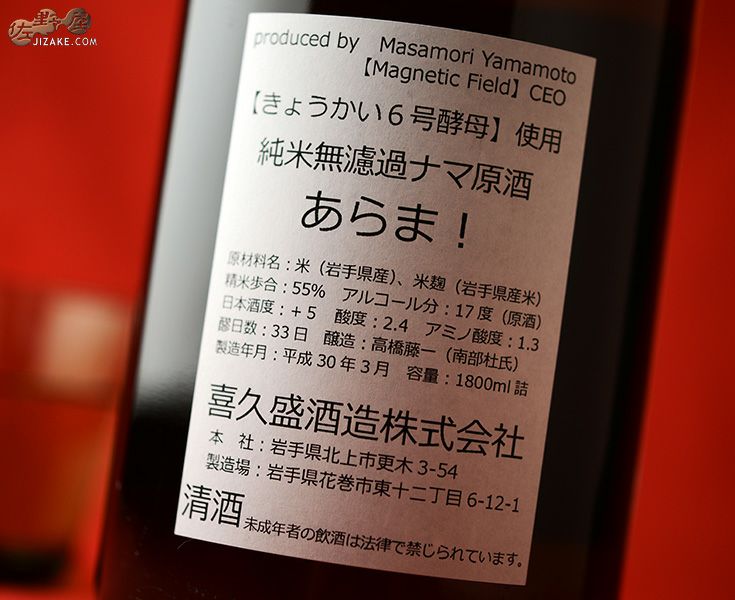 佐野屋
JIZAKE.COM
produced by Masamori Yamamoto
【Magnetic Field】CEO
【きょうかい6号酵母】使用
純米無濾過ナマ原酒
あらま！
原材料名：米（岩手県産）、米麹（岩手県産米）
精米歩合：55% アルコール分：17度（原酒）
日本酒度：+5 酸度：2.4 アミノ酸度：1.3
醪日数：33日 醸造：高橋藤一（南部杜氏）
製造年月：平成30年3月 容量：1800ml詰
喜久盛酒造株式会社
本 社：岩手県北上市更木3-54
製造場：岩手県花巻市東十二丁目6-12-1
清酒 未成年者の飲酒は法律で禁じられています。